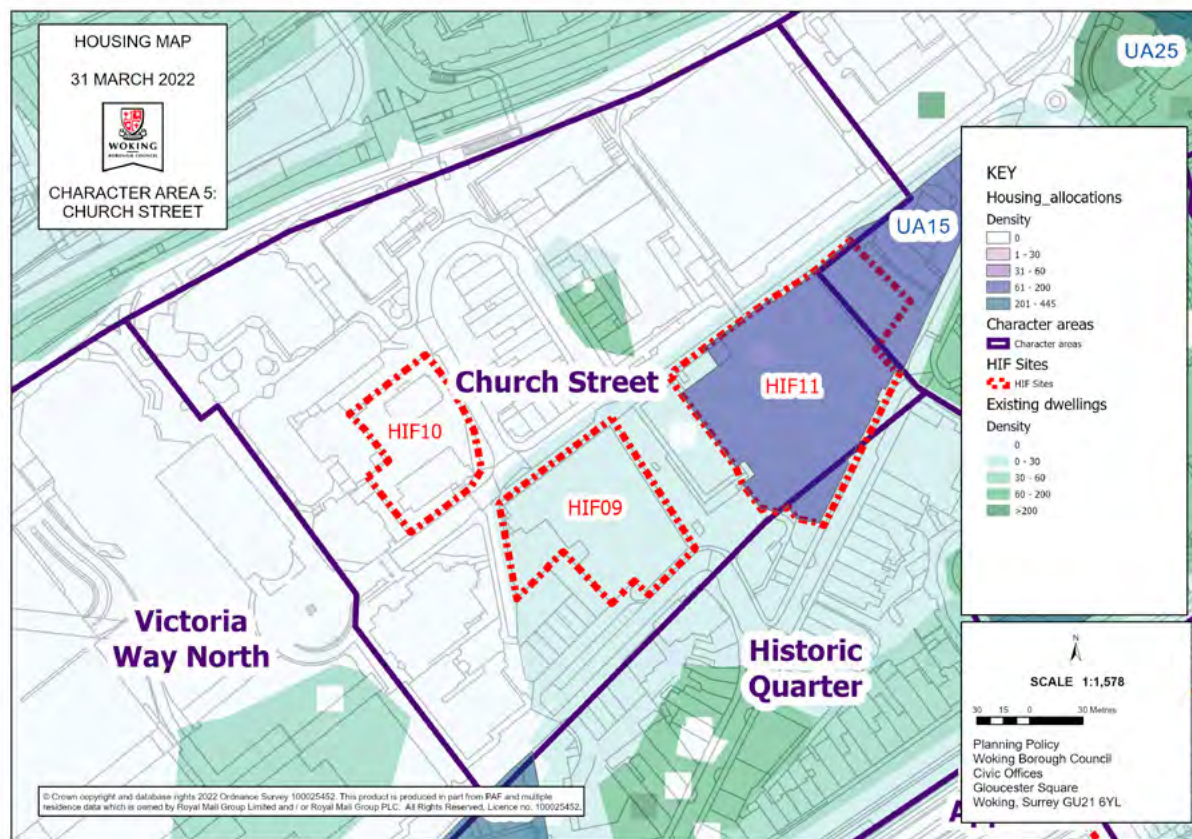 HOUSING MAP
31 MARCH 2022
WOKING
BOROUGH COUNCIL
CHARACTER AREA 5:
CHURCH STREET
UA25
UA15
Church Street
HIF11
HIF10
HIF09
Victoria
Way North
Historic
Quarter
KEY
Housing_allocations
Density
0
1 - 30
31 - 60
61 - 200
201 - 445
Character areas
Character areas
HIF Sites
HIF Sites
Existing dwellings
Density
0
0 - 30
30 - 60
60 - 200
>200
N
SCALE 1:1,578
30 15 0 30 Metres
Planning Policy
Woking Borough Council
Civic Offices
Gloucester Square
Woking, Surrey GU21 6YL
© Crown copyright and database rights 2022 Ordnance Survey 100025452. This product is produced in part from PAF and multiple
residence data which is owned by Royal Mail Group Limited and / or Royal Mail Group PLC. All Rights Reserved, Licence no. 100025452.